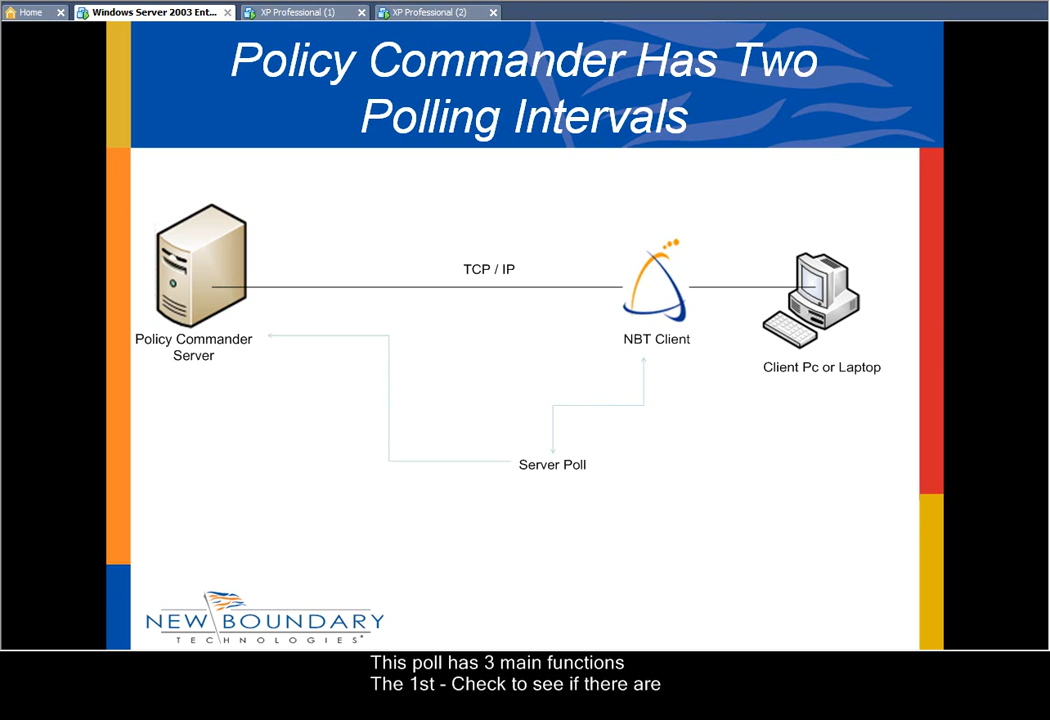 Home
Windows Server 2003 Ent...
XP Professional (1)
XP Professional (2)
Policy Commander Has Two
Polling Intervals
TCP / IP
Policy Commander
Server
NBT Client
Client Pc or Laptop
Server Poll
NEW BOUNDARY
TECHNOLOGIES®
This poll has 3 main functions
The 1st - Check to see if there are